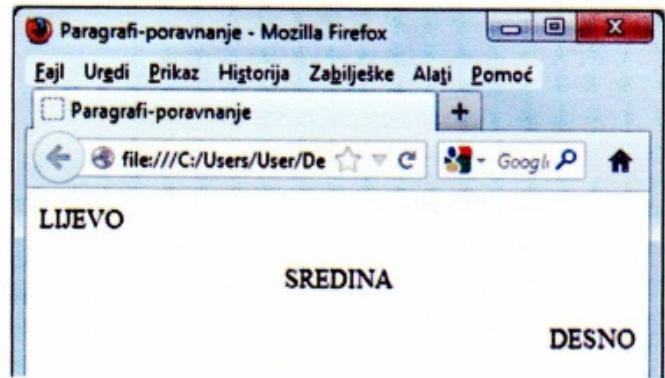 Paragrafi-poravnanje - Mozilla Firefox
Fajl Uredi Prikaz Historija Zabilješke Alati Pomoć
Paragrafi-poravnanje
file:///C:/Users/User/De
Googl
LIJEVO
SREDINA
DESNO